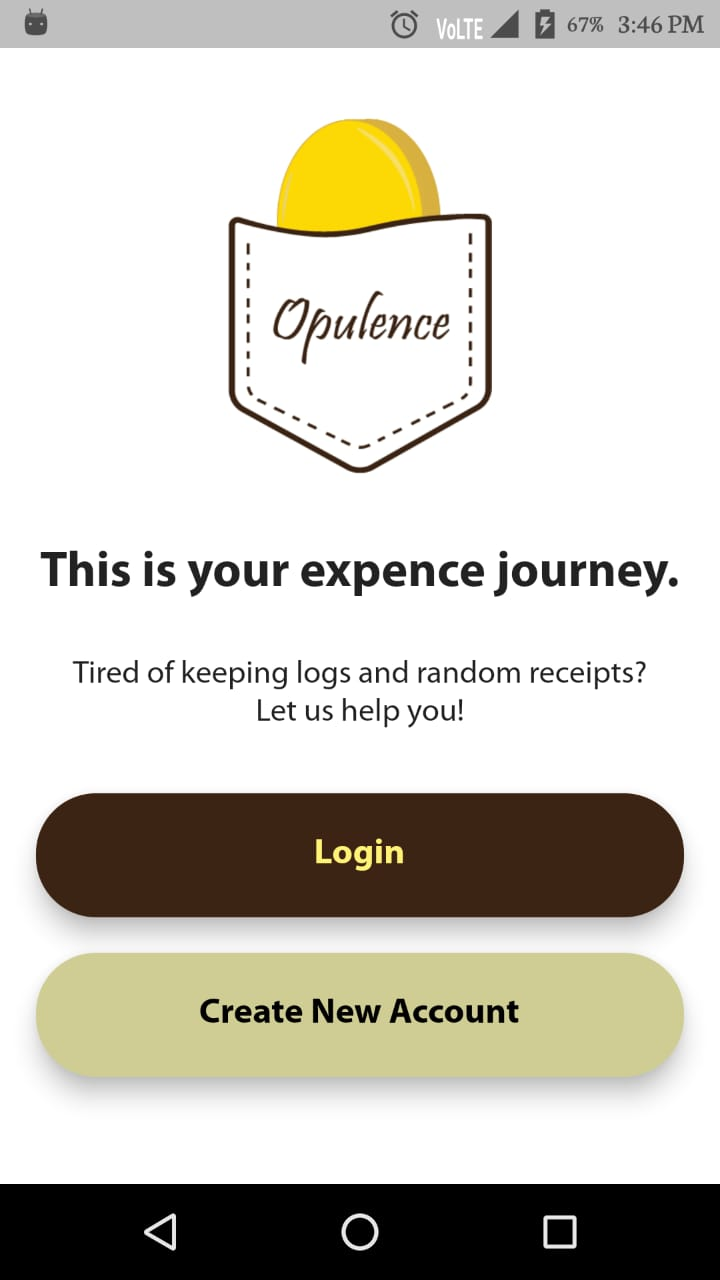 VoLTE 67% 3:46 PM
Opulence
This is your expence journey.
Tired of keeping logs and random receipts?
Let us help you!
Login
Create New Account